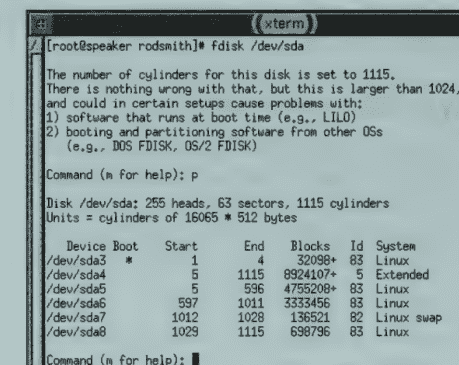 xterm
[root@speaker rodsmith]# fdisk /dev/sda
The number of cylinders for this disk is set to 1115.
There is nothing wrong with that, but this is larger than 1024,
and could in certain setups cause problems with:
1) software that runs at boot time (e.g., LILO)
2) booting and partitioning software from other OSs
   (e.g., DOS FDISK, OS/2 FDISK)
Command (m for help): p
Disk /dev/sda: 255 heads, 63 sectors, 1115 cylinders
Units = cylinders of 16065 * 512 bytes
   Device Boot    Start       End    Blocks   Id  System
/dev/sda3   *         1         4     32098+  83  Linux
/dev/sda4             5      1115   8924107+   5  Extended
/dev/sda5             5       596   4755208+  83  Linux
/dev/sda6           597      1011   3333456   83  Linux
/dev/sda7          1012      1028    136521   82  Linux swap
/dev/sda8          1029      1115    698796   83  Linux
Command (m for help):